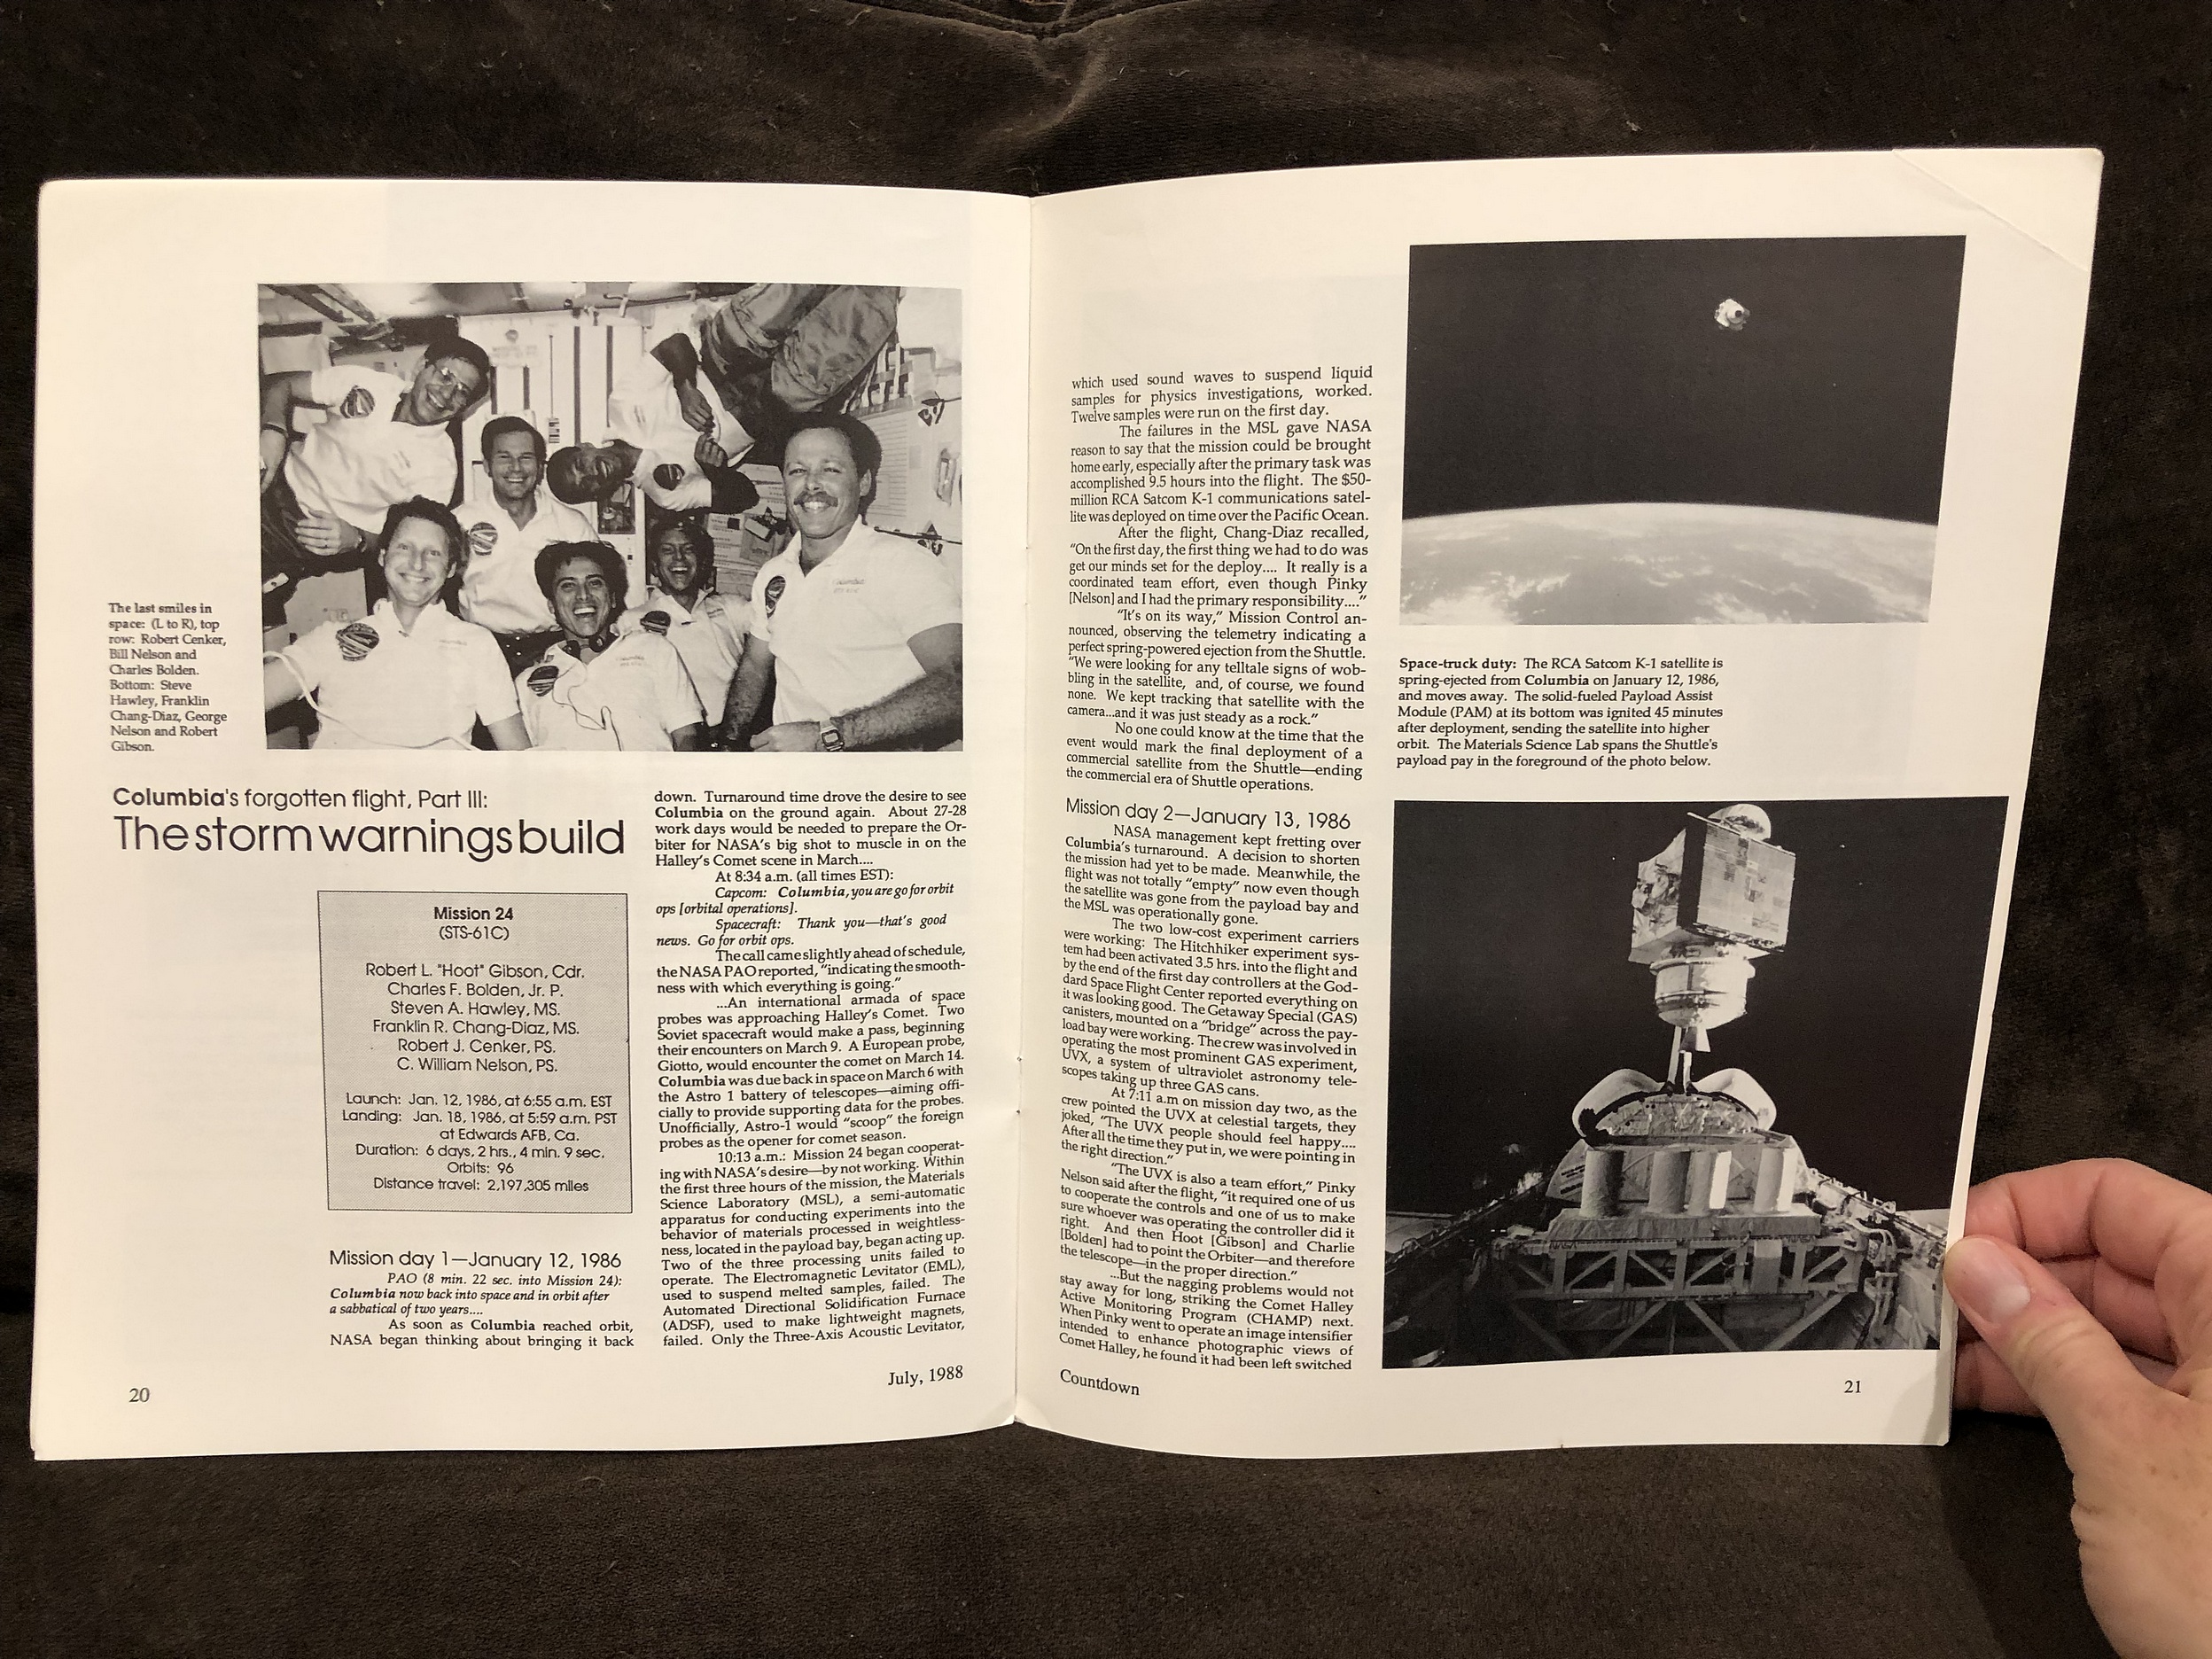 The last smiles in
space: (L to R), top
row: Robert Cenker,
Bill Nelson and
Charles Bolden.
Bottom: Steve
Hawley, Franklin
Chang-Diaz, George
Nelson and Robert
Gibson.
Columbia's forgotten flight, Part III:
The storm warnings build
Mission 24
(STS-61C)
Robert L. "Hoot" Gibson, Cdr.
Charles F. Bolden, Jr. P.
Steven A. Hawley, MS.
Franklin R. Chang-Diaz, MS.
Robert J. Cenker, PS.
C. William Nelson, PS.
Launch: Jan. 12, 1986, at 6:55 a.m. EST
Landing: Jan. 18, 1986, at 5:59 a.m. PST
at Edwards AFB, Ca.
Duration: 6 days, 2 hrs., 4 min. 9 sec.
Orbits: 96
Distance travel: 2,197,305 miles
Mission day 1—January 12, 1986
PAO (8 min. 22 sec. into Mission 24):
Columbia now back into space and in orbit after
a sabbatical of two years....
As soon as Columbia reached orbit,
NASA began thinking about bringing it back
down. Turnaround time drove the desire to see
Columbia on the ground again. About 27-28
work days would be needed to prepare the Or-
biter for NASA's big shot to muscle in on the
Halley's Comet scene in March....
At 8:34 a.m. (all times EST):
Capcom: Columbia, you are go for orbit
ops [orbital operations].
Spacecraft: Thank you—that's good
news. Go for orbit ops.
The call came slightly ahead of schedule,
the NASA PAO reported, "indicating the smooth-
ness with which everything is going."
...An international armada of space
probes was approaching Halley's Comet. Two
Soviet spacecraft would make a pass, beginning
their encounters on March 9. A European probe,
Giotto, would encounter the comet on March 14.
Columbia was due back in space on March 6 with
the Astro 1 battery of telescopes—aiming offi-
cially to provide supporting data for the probes.
Unofficially, Astro-1 would "scoop" the foreign
probes as the opener for comet season.
10:13 a.m.: Mission 24 began cooperat-
ing with NASA's desire—by not working. Within
the first three hours of the mission, the Materials
Science Laboratory (MSL), a semi-automatic
apparatus for conducting experiments into the
behavior of materials processed in weightless-
ness, located in the payload bay, began acting up.
Two of the three processing units failed to
operate. The Electromagnetic Levitator (EML),
used to suspend melted samples, failed. The
Automated Directional Solidification Furnace
(ADSF), used to make lightweight magnets,
failed. Only the Three-Axis Acoustic Levitator,
20
July, 1988
which used sound waves to suspend liquid
samples for physics investigations, worked.
Twelve samples were run on the first day.
The failures in the MSL gave NASA
reason to say that the mission could be brought
home early, especially after the primary task was
accomplished 9.5 hours into the flight. The $50-
million RCA Satcom K-1 communications satel-
lite was deployed on time over the Pacific Ocean.
After the flight, Chang-Diaz recalled,
"On the first day, the first thing we had to do was
get our minds set for the deploy.... It really is a
coordinated team effort, even though Pinky
[Nelson] and I had the primary responsibility...."
"It's on its way," Mission Control an-
nounced, observing the telemetry indicating a
perfect spring-powered ejection from the Shuttle.
"We were looking for any telltale signs of wob-
bling in the satellite, and, of course, we found
none. We kept tracking that satellite with the
camera...and it was just steady as a rock."
No one could know at the time that the
event would mark the final deployment of a
commercial satellite from the Shuttle—ending
the commercial era of Shuttle operations.
Mission day 2—January 13, 1986
NASA management kept fretting over
Columbia's turnaround. A decision to shorten
the mission had yet to be made. Meanwhile, the
flight was not totally "empty" now even though
the satellite was gone from the payload bay and
the MSL was operationally gone.
The two low-cost experiment carriers
were working: The Hitchhiker experiment sys-
tem had been activated 3.5 hrs. into the flight and
by the end of the first day controllers at the God-
dard Space Flight Center reported everything on
it was looking good. The Getaway Special (GAS)
canisters, mounted on a "bridge" across the pay-
load bay were working. The crew was involved in
operating the most prominent GAS experiment,
UVX, a system of ultraviolet astronomy tele-
scopes taking up three GAS cans.
At 7:11 a.m on mission day two, as the
crew pointed the UVX at celestial targets, they
joked, "The UVX people should feel happy....
After all the time they put in, we were pointing in
the right direction."
"The UVX is also a team effort," Pinky
Nelson said after the flight, "it required one of us
to cooperate the controls and one of us to make
sure whoever was operating the controller did it
right. And then Hoot [Gibson] and Charlie
[Bolden] had to point the Orbiter—and therefore
the telescope—in the proper direction."
...But the nagging problems would not
stay away for long, striking the Comet Halley
Active Monitoring Program (CHAMP) next.
When Pinky went to operate an image intensifier
intended to enhance photographic views of
Comet Halley, he found it had been left switched
Space-truck duty: The RCA Satcom K-1 satellite is
spring-ejected from Columbia on January 12, 1986,
and moves away. The solid-fueled Payload Assist
Module (PAM) at its bottom was ignited 45 minutes
after deployment, sending the satellite into higher
orbit. The Materials Science Lab spans the Shuttle's
payload pay in the foreground of the photo below.
Countdown
21